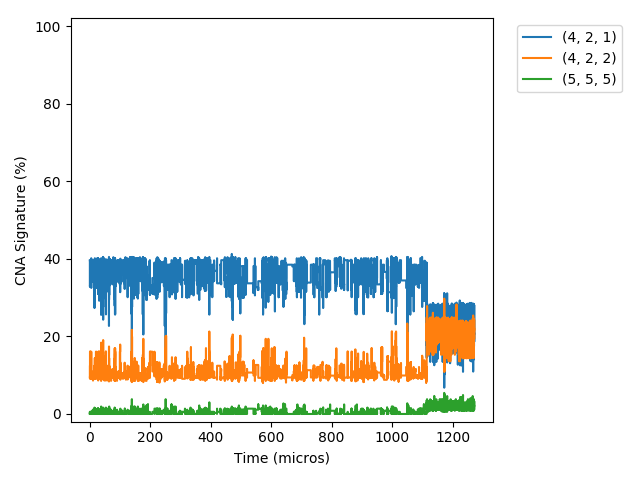 100
80
60
40
20
0
CNA Signature (%)
0 200 400 600 800 1000 1200
Time (micros)
(4, 2, 1)
(4, 2, 2)
(5, 5, 5)